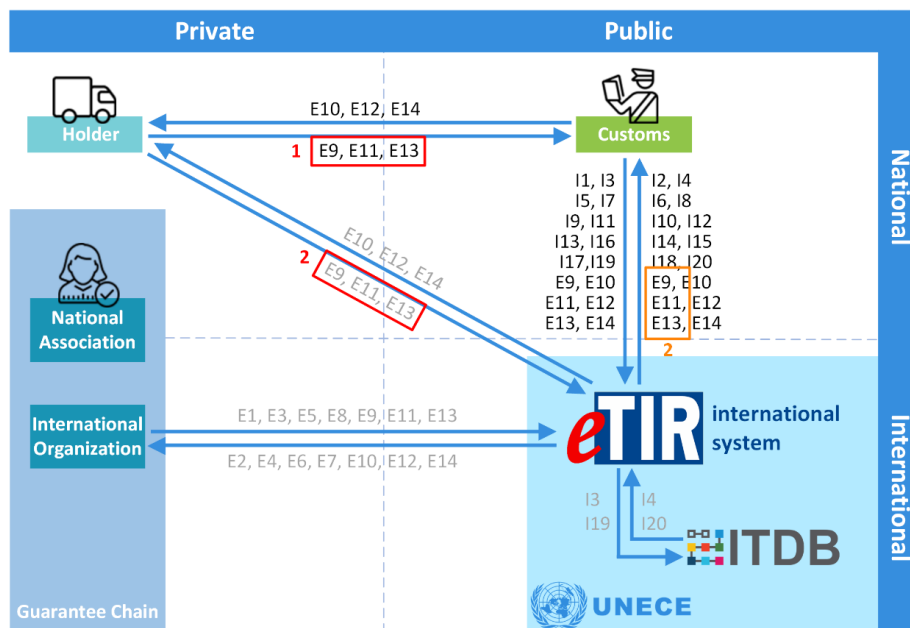 Private
Public
National
International
Holder
E10, E12, E14
1
E9, E11, E13
Customs
I1, I3
I5, I7
I9, I11
I13, I16
I17,I19
E9, E10
E11, E12
E13, E14
I2, I4
I6, I8
I10, I12
I14, I15
I18, I20
E9, E10
E11, E12
E13, E14
2
E10, E12, E14
2
E9, E11, E13
National
Association
International
Organization
E1, E3, E5, E8, E9, E11, E13
E2, E4, E6, E7, E10, E12, E14
eTIR
international
system
I3
I19
I4
I20
ITDB
Guarantee Chain
UNECE